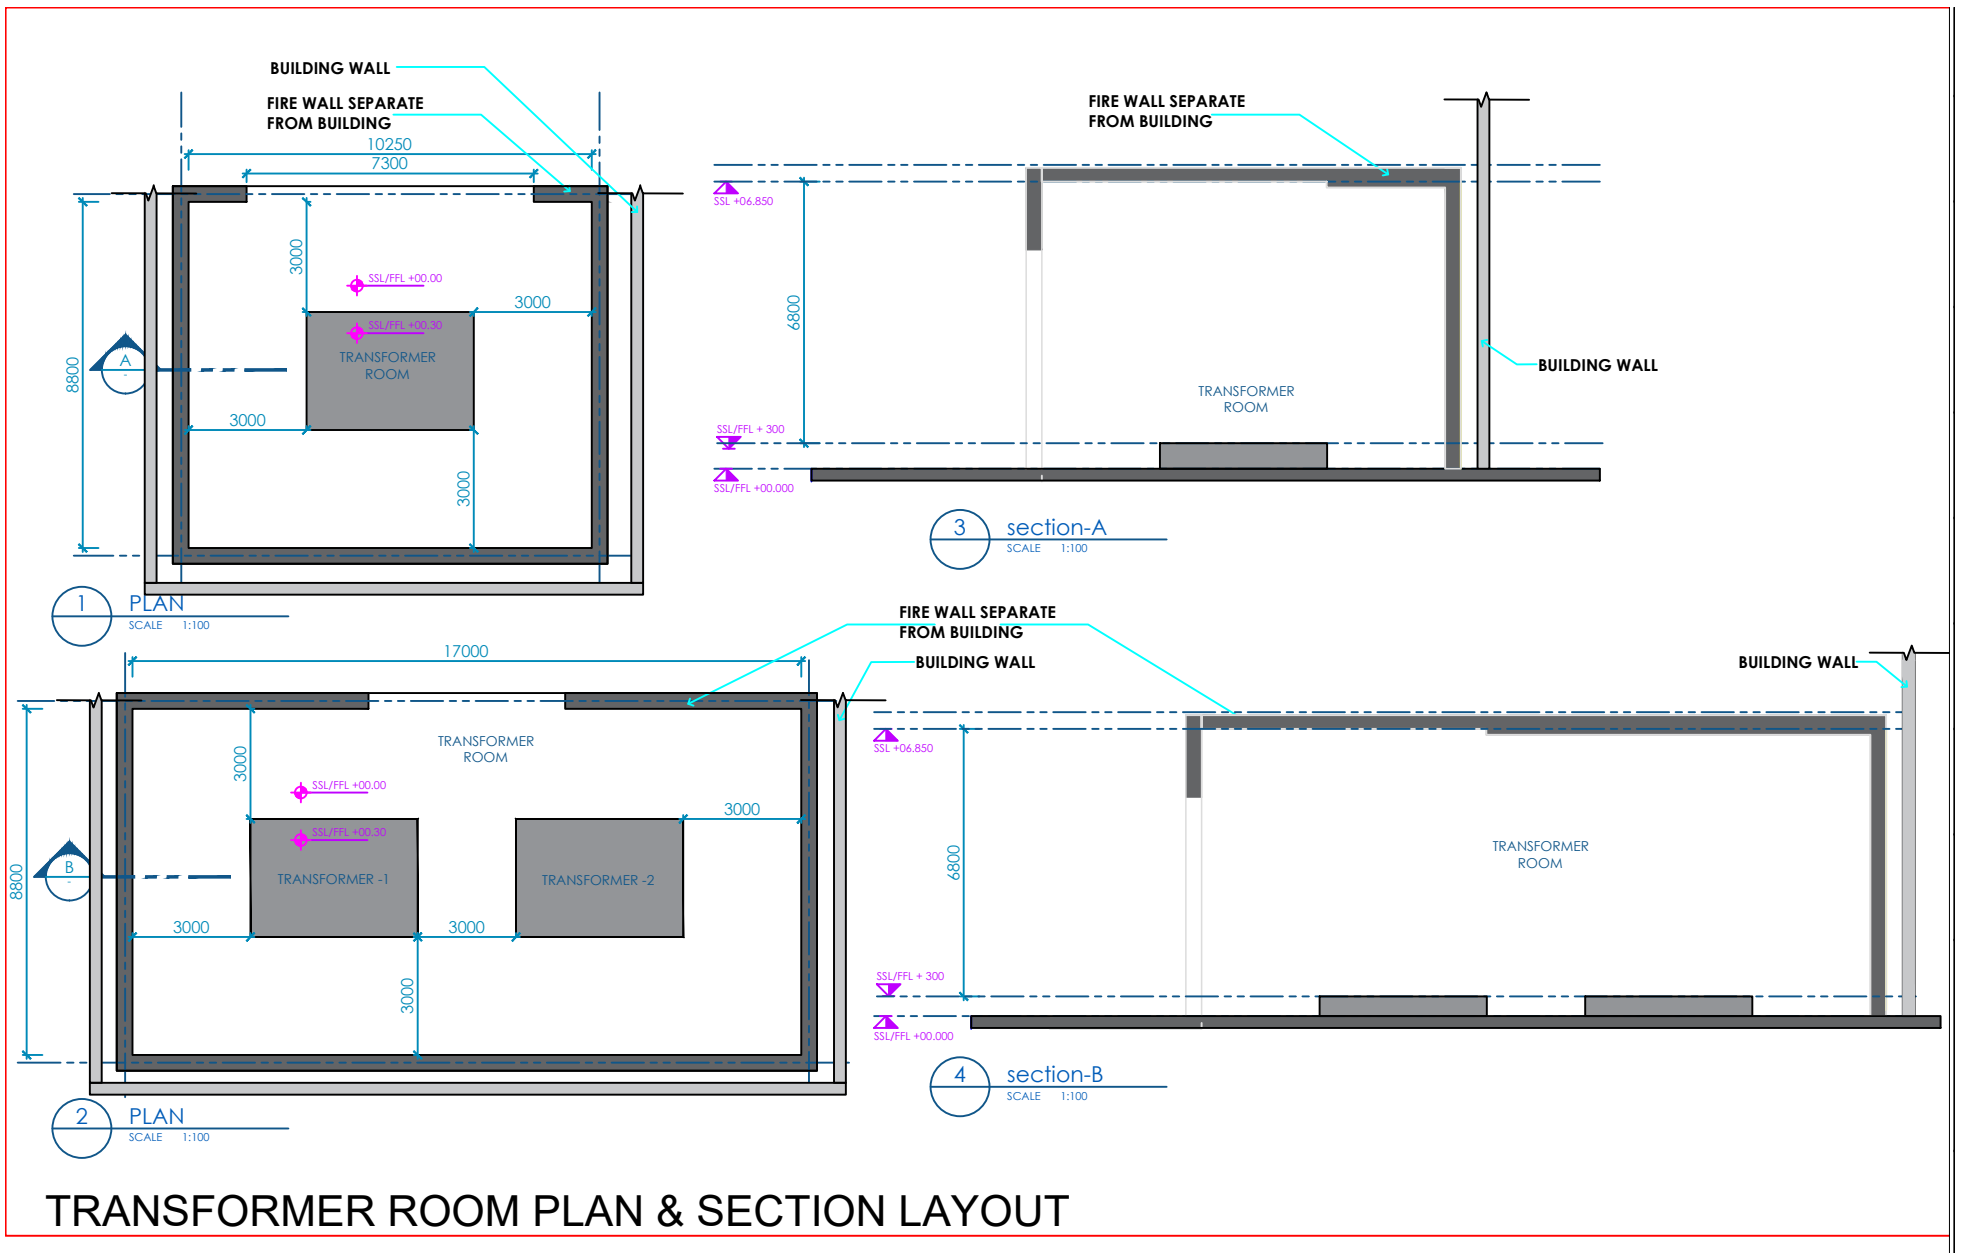 BUILDING WALL
FIRE WALL SEPARATE
FROM BUILDING
10250
7300
3000
SSL/FFL +00.00
3000
SSL/FFL +00.30
TRANSFORMER
ROOM
A
-
8800
3000
3000
1
PLAN
SCALE 1:100
FIRE WALL SEPARATE
FROM BUILDING
SSL +06.850
6800
BUILDING WALL
TRANSFORMER
ROOM
SSL/FFL + 300
SSL/FFL +00.000
3
section-A
SCALE 1:100
FIRE WALL SEPARATE
FROM BUILDING
BUILDING WALL
17000
TRANSFORMER
ROOM
3000
SSL/FFL +00.00
3000
SSL/FFL +00.30
B
-
8800
TRANSFORMER -1
TRANSFORMER -2
3000
3000
3000
2
PLAN
SCALE 1:100
BUILDING WALL
SSL +06.850
6800
TRANSFORMER
ROOM
SSL/FFL + 300
SSL/FFL +00.000
4
section-B
SCALE 1:100
TRANSFORMER ROOM PLAN & SECTION LAYOUT